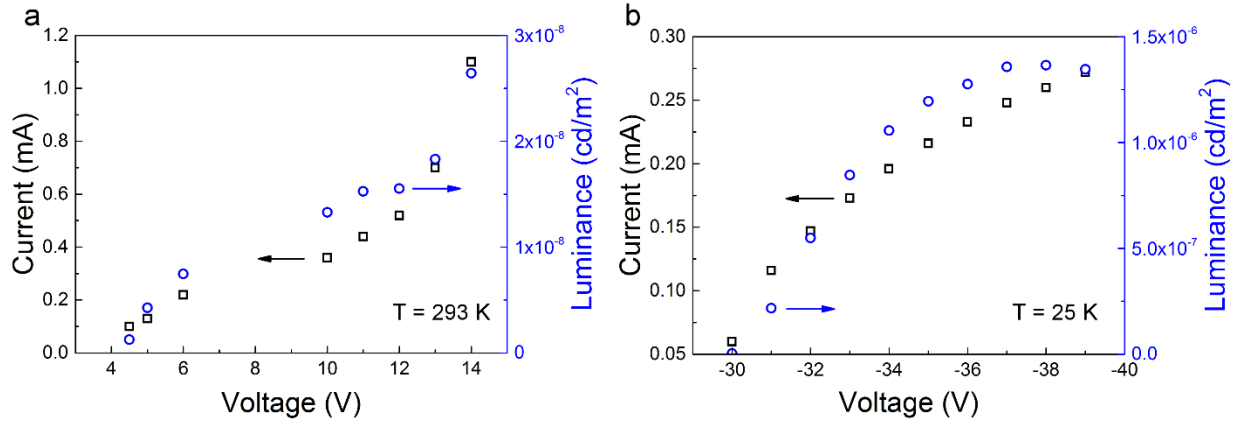 a
1.2
1.0
0.8
0.6
0.4
0.2
0.0
Current (mA)
4 6 8 10 12 14
Voltage (V)
T = 293 K
3x10⁻⁸
2x10⁻⁸
1x10⁻⁸
0
Luminance (cd/m²)
b
0.30
0.25
0.20
0.15
0.10
0.05
Current (mA)
-30 -32 -34 -36 -38 -40
Voltage (V)
T = 25 K
1.5x10⁻⁶
1.0x10⁻⁶
5.0x10⁻⁷
0.0
Luminance (cd/m²)